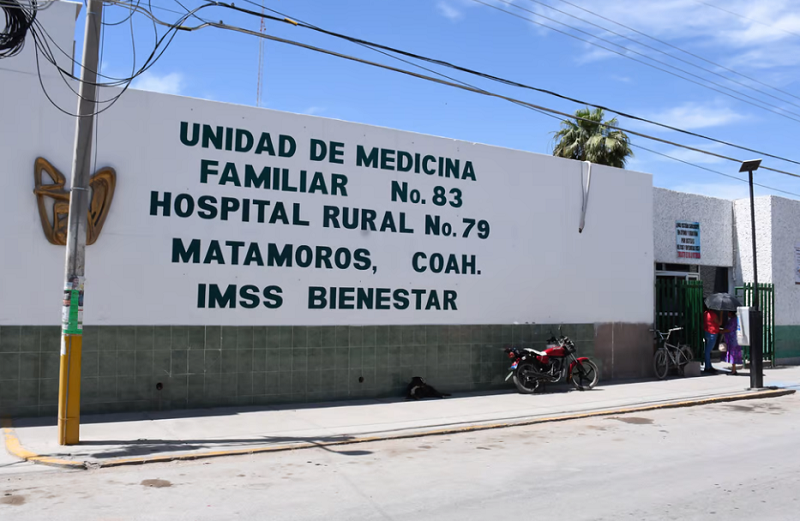 UNIDAD DE MEDICINA
FAMILIAR No. 83
HOSPITAL RURAL No. 79
MATAMOROS, COAH.
IMSS BIENESTAR